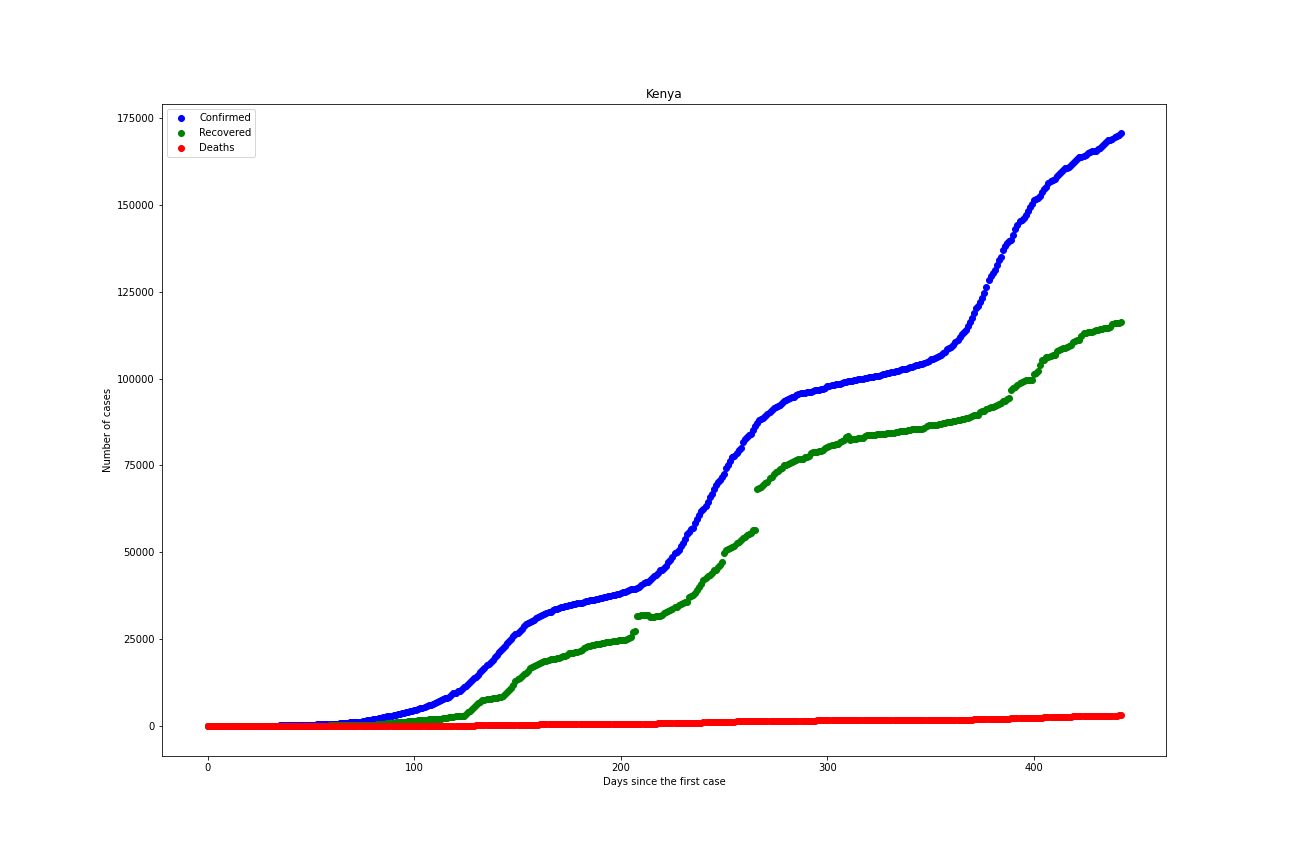 Kenya
Confirmed
Recovered
Deaths
175000
150000
125000
100000
75000
50000
25000
0
Number of cases
0 100 200 300 400
Days since the first case